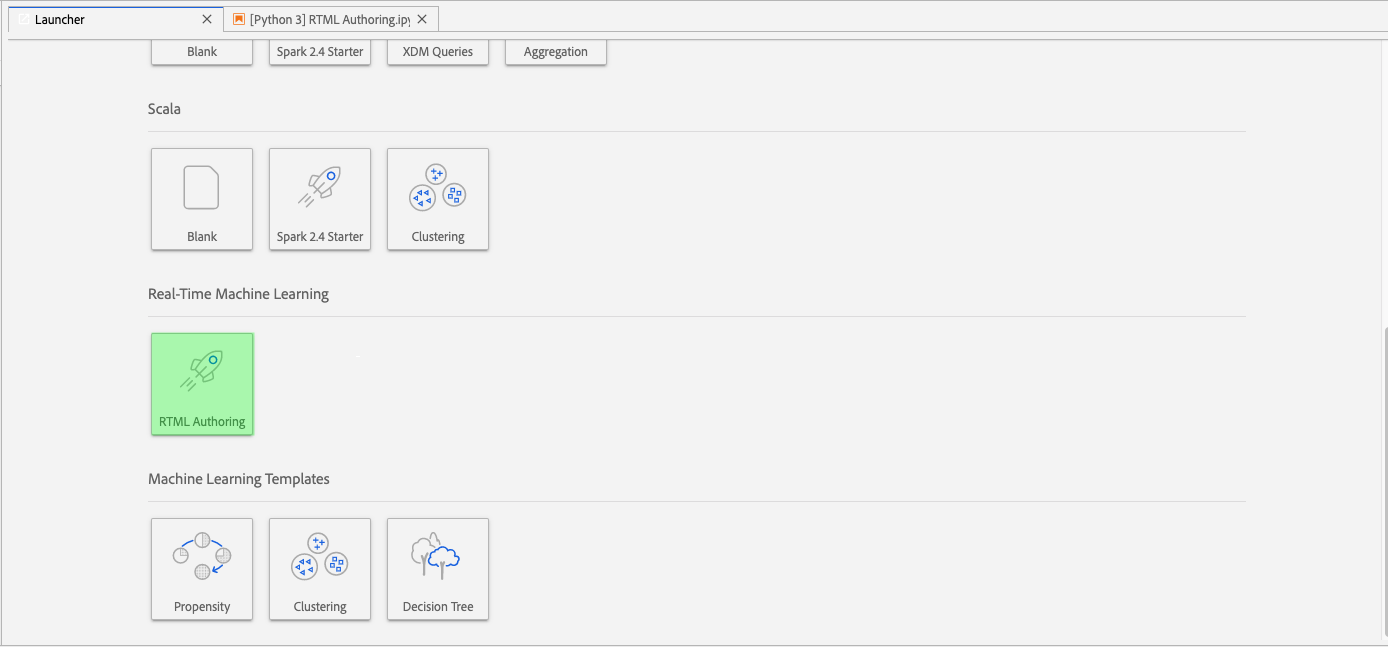 Launcher
[Python 3] RTML Authoring.ipy
Blank Spark 2.4 Starter XDM Queries Aggregation
Scala
Blank Spark 2.4 Starter Clustering
Real-Time Machine Learning
RTML Authoring
Machine Learning Templates
Propensity Clustering Decision Tree